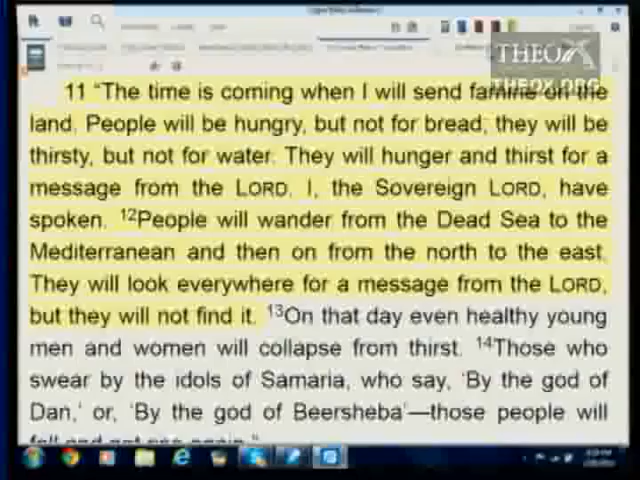 THEOX
THEOX.ORG
11 “The time is coming when I will send famine on the
land. People will be hungry, but not for bread; they will be
thirsty, but not for water. They will hunger and thirst for a
message from the LORD. I, the Sovereign LORD, have
spoken. 12People will wander from the Dead Sea to the
Mediterranean and then on from the north to the east.
They will look everywhere for a message from the LORD,
but they will not find it. 13On that day even healthy young
men and women will collapse from thirst. 14Those who
swear by the idols of Samaria, who say, ‘By the god of
Dan,’ or, ‘By the god of Beersheba’—those people will